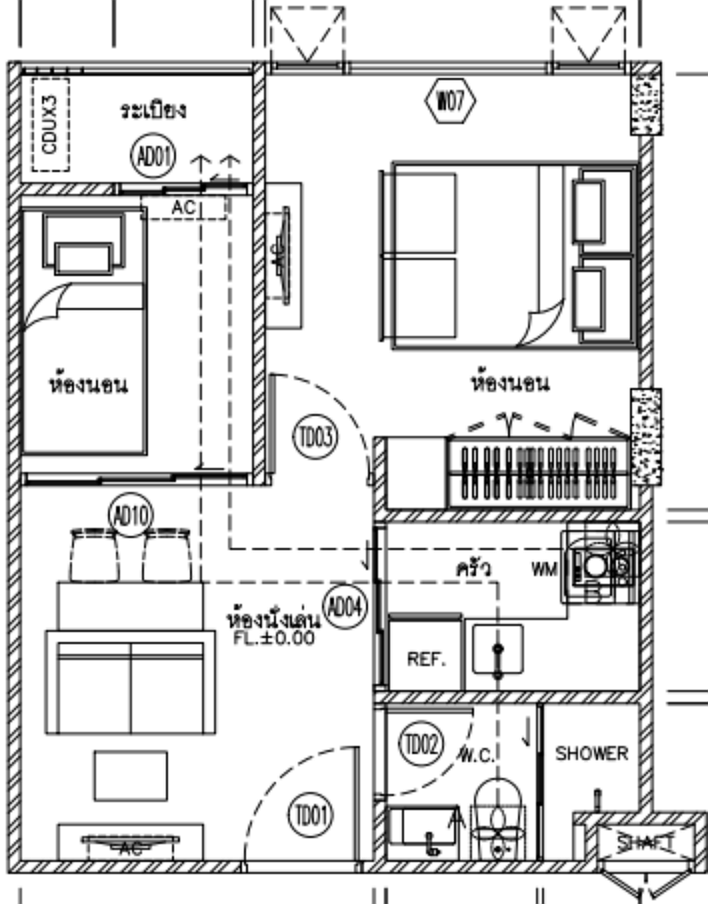 W07
CDUX3
ระเบียง
AD01
AC
AC
ห้องนอน
ห้องนอน
TD03
AD10
ครัว
WM
ห้องนั่งเล่น
FL.±0.00
AD04
REF.
TD02
W.C.
SHOWER
TD01
AC
SHAFT